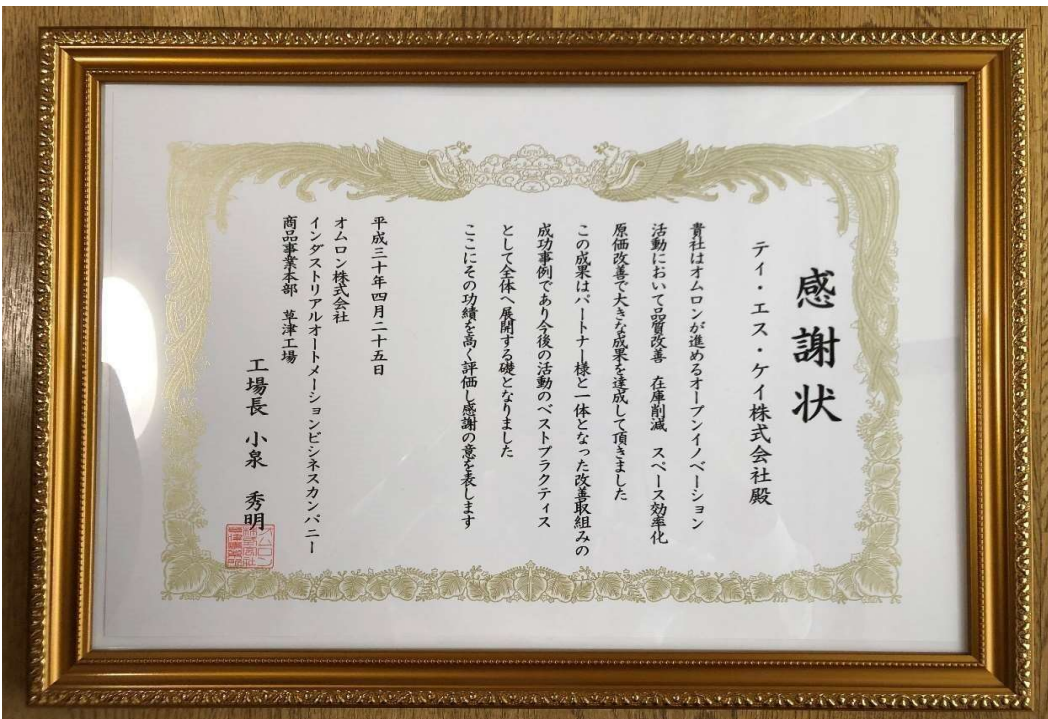 感謝状
ティ・エス・ケイ株式会社殿
貴社はオムロンが進めるオープンイノベーション
活動において品質改善 在庫削減 スペース効率化
原価改善で大きな成果を達成して頂きました
この成果はパートナー様と一体となった改善取組みの
成功事例であり今後の活動のベストプラクティス
として全体へ展開する礎となりました
ここにその功績を高く評価し感謝の意を表します
平成三十年四月二十五日
オムロン株式会社
インダストリアルオートメーションビジネスカンパニー
商品事業本部 草津工場
工場長 小泉 秀明
オムロン